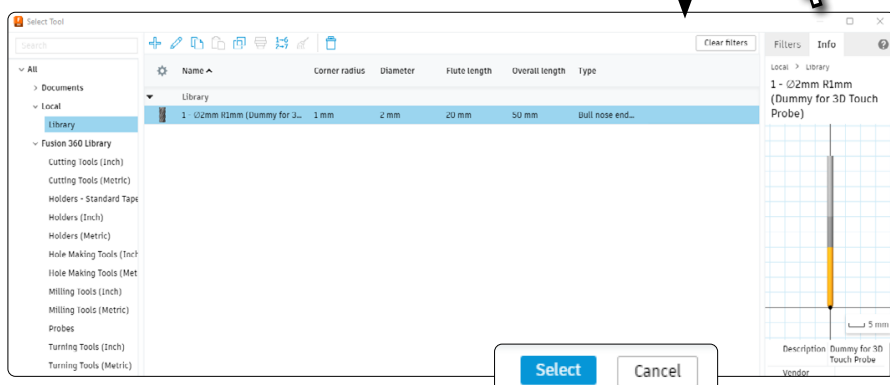 Select Tool
Search
Clear filters
Filters Info
All
Documents
Local
Library
Fusion 360 Library
Cutting Tools (Inch)
Cutting Tools (Metric)
Holders - Standard Tape
Holders (Inch)
Holders (Metric)
Hole Making Tools (Inch
Hole Making Tools (Met
Milling Tools (Inch)
Milling Tools (Metric)
Probes
Turning Tools (Inch)
Turning Tools (Metric)
Name Corner radius Diameter Flute length Overall length Type
Library
1 - Ø2mm R1mm (Dummy for 3... 1 mm 2 mm 20 mm 50 mm Bull nose end...
Local > Library
1 - Ø2mm R1mm
(Dummy for 3D Touch
Probe)
5 mm
Description Dummy for 3D
Touch Probe
Vendor
Select Cancel